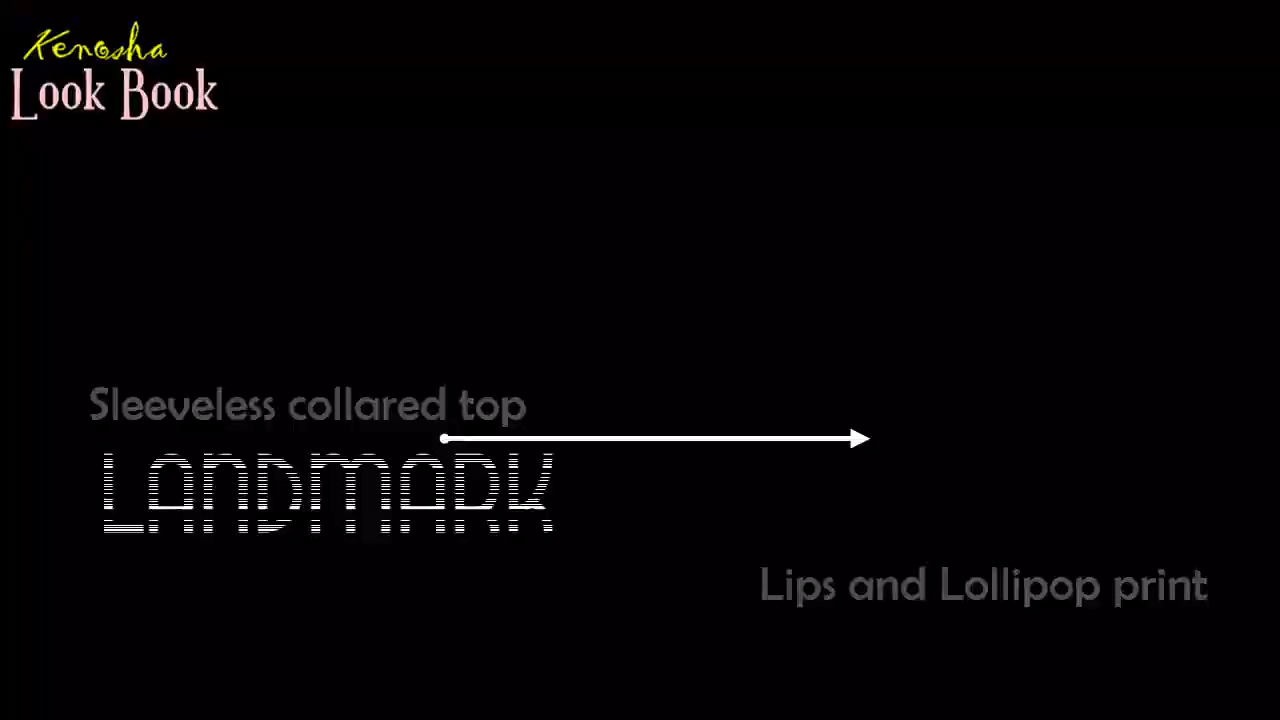 Kenosha
Look Book
Sleeveless collared top
LANDMARK
Lips and Lollipop print